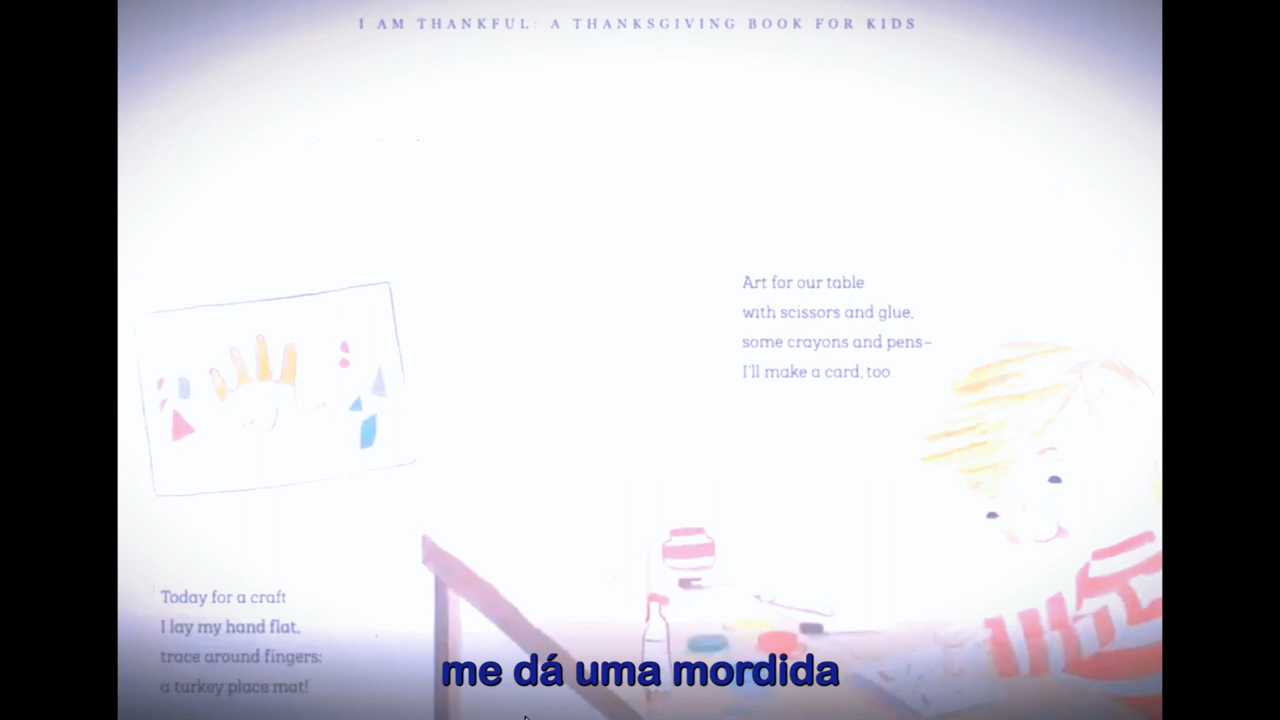 I AM THANKFUL: A THANKSGIVING BOOK FOR KIDS
Art for our table
with scissors and glue,
some crayons and pens–
I'll make a card, too.
Today for a craft
I lay my hand flat,
trace around fingers:
a turkey place mat!
me dá uma mordida